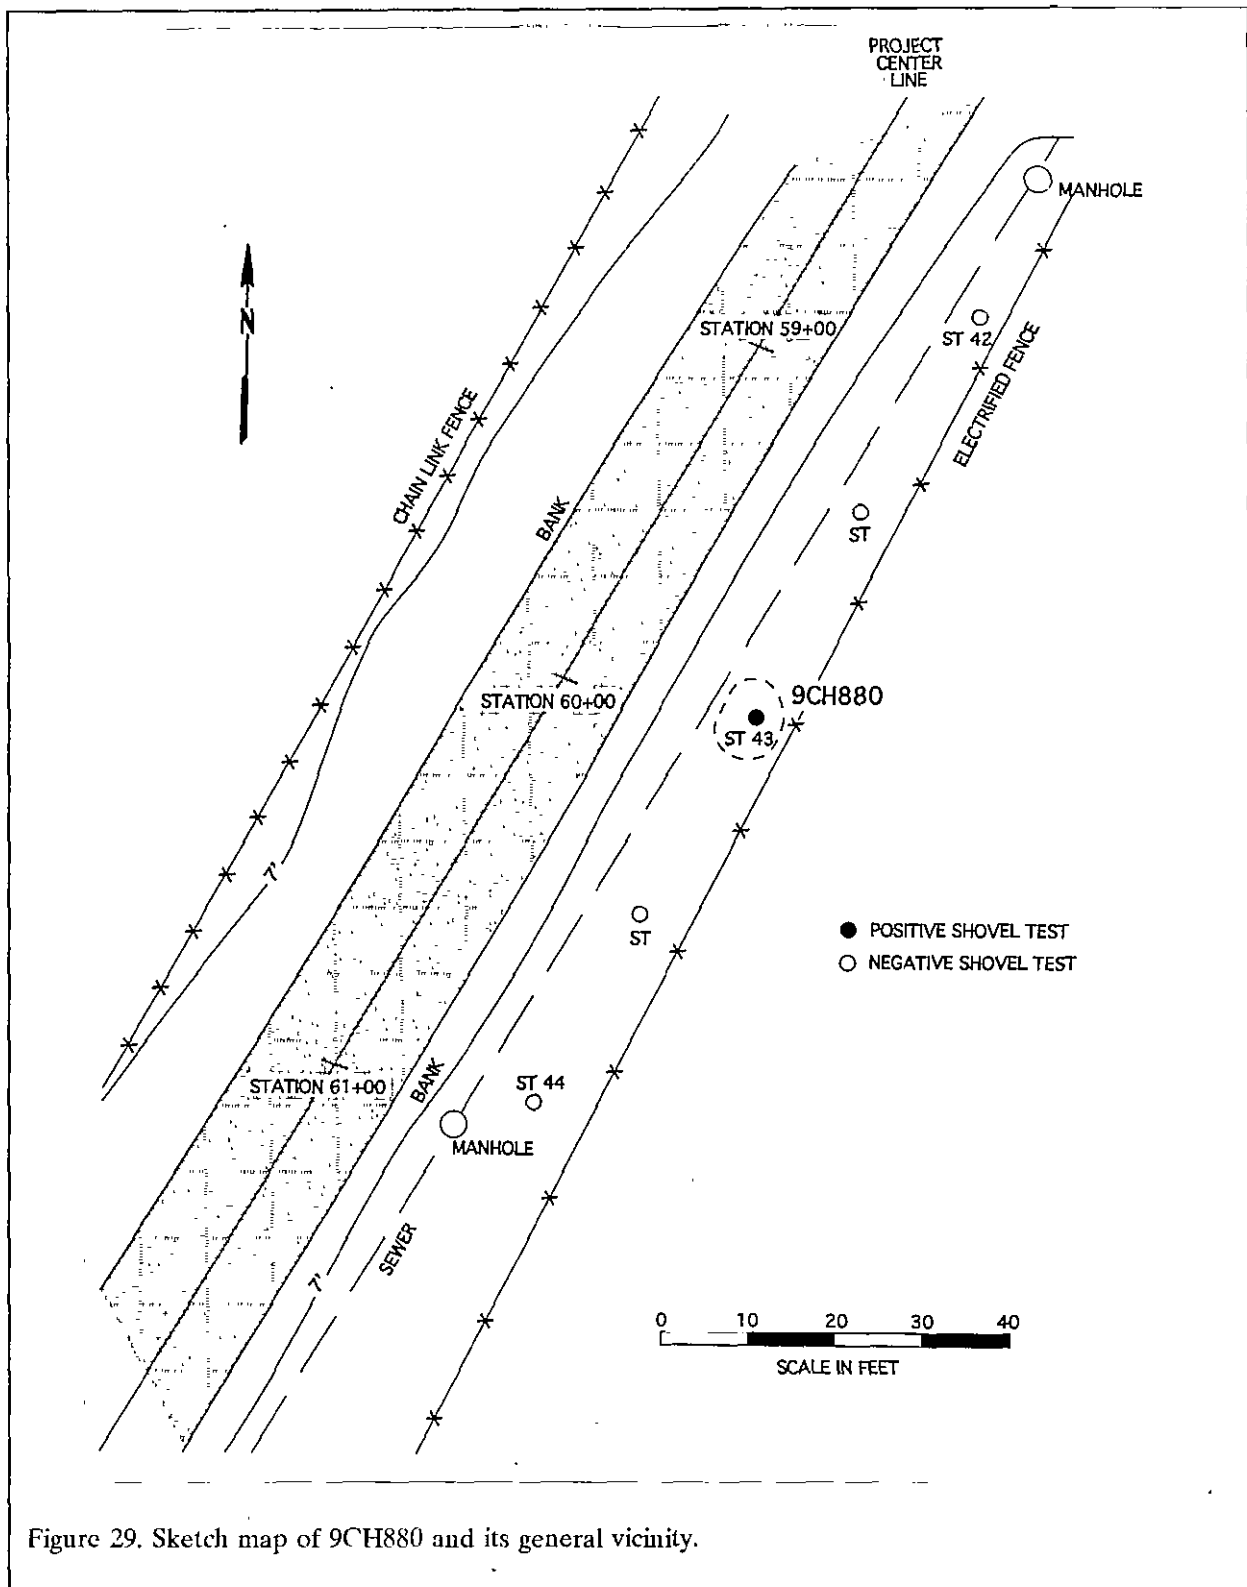 PROJECT
CENTER
LINE
MANHOLE
N
STATION 59+00
ST 42
ELECTRIFIED FENCE
CHAIN LINK FENCE
BANK
ST
STATION 60+00
9CH880
ST 43
7'
ST
POSITIVE SHOVEL TEST
NEGATIVE SHOVEL TEST
STATION 61+00
BANK
ST 44
MANHOLE
SEWER
7'
0 10 20 30 40
SCALE IN FEET
Figure 29. Sketch map of 9CH880 and its general vicinity.